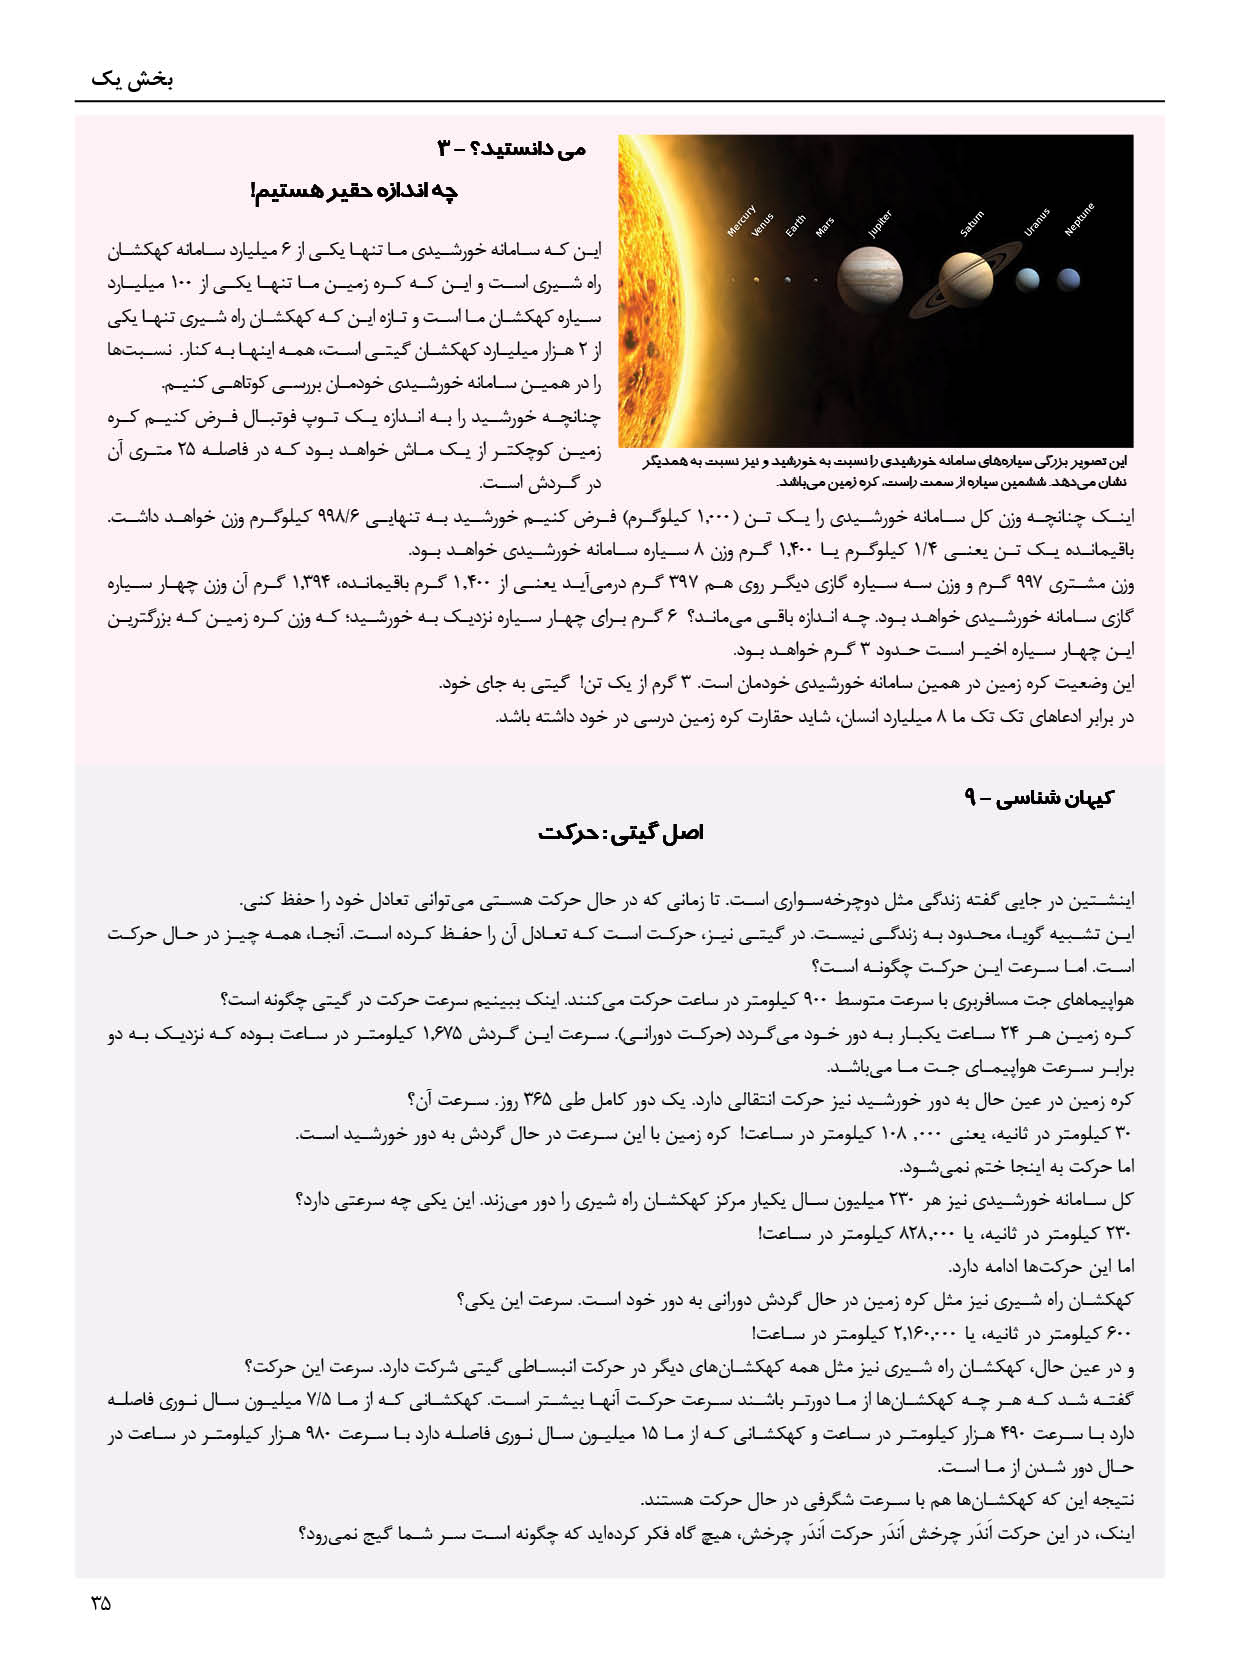 بخش یک
می دانستید؟ - ۳
چه اندازه حقیر هستیم!
Mercury
Venus
Earth
Mars
Jupiter
Saturn
Uranus
Neptune
این تصویر بزرگی سیاره‌های سامانه خورشیدی را نسبت به خورشید و نیز نسبت به همدیگر
نشان می‌دهد. ششمین سیاره از سمت راست، کره زمین می‌باشد.
این که سامانه خورشیدی ما تنها یکی از ۶ میلیارد سامانه کهکشان
راه شیری است و این که کره زمین ما تنها یکی از ۱۰۰ میلیارد
سیاره کهکشان ما است و تازه این که کهکشان راه شیری تنها یکی
از ۲ هزار میلیارد کهکشان گیتی است، همه اینها به کنار. نسبت‌ها
را در همین سامانه خورشیدی خودمان بررسی کوتاهی کنیم.
چنانچه خورشید را به اندازه یک توپ فوتبال فرض کنیم کره
زمین کوچکتر از یک ماش خواهد بود که در فاصله ۲۵ متری آن
در گردش است.
اینک چنانچه وزن کل سامانه خورشیدی را یک تن (۱,۰۰۰ کیلوگرم) فرض کنیم خورشید به تنهایی ۹۹۸/۶ کیلوگرم وزن خواهد داشت.
باقیمانده یک تن یعنی ۱/۴ کیلوگرم یا ۱,۴۰۰ گرم وزن ۸ سیاره سامانه خورشیدی خواهد بود.
وزن مشتری ۹۹۷ گرم و وزن سه سیاره گازی دیگر روی هم ۳۹۷ گرم درمی‌آید یعنی از ۱,۴۰۰ گرم باقیمانده، ۱,۳۹۴ گرم آن وزن چهار سیاره
گازی سامانه خورشیدی خواهد بود. چه اندازه باقی می‌ماند؟ ۶ گرم برای چهار سیاره نزدیک به خورشید؛ که وزن کره زمین که بزرگترین
این چهار سیاره اخیر است حدود ۳ گرم خواهد بود.
این وضعیت کره زمین در همین سامانه خورشیدی خودمان است. ۳ گرم از یک تن! گیتی به جای خود.
در برابر ادعاهای تک تک ما ۸ میلیارد انسان، شاید حقارت کره زمین درسی در خود داشته باشد.
کیهان شناسی - ۹
اصل گیتی : حرکت
اینشتین در جایی گفته زندگی مثل دوچرخه‌سواری است. تا زمانی که در حال حرکت هستی می‌توانی تعادل خود را حفظ کنی.
این تشبیه گویا، محدود به زندگی نیست. در گیتی نیز، حرکت است که تعادل آن را حفظ کرده است. آنجا، همه چیز در حال حرکت
است. اما سرعت این حرکت چگونه است؟
هواپیماهای جت مسافربری با سرعت متوسط ۹۰۰ کیلومتر در ساعت حرکت می‌کنند. اینک ببینیم سرعت حرکت در گیتی چگونه است؟
کره زمین هر ۲۴ ساعت یکبار به دور خود می‌گردد (حرکت دورانی). سرعت این گردش ۱,۶۷۵ کیلومتر در ساعت بوده که نزدیک به دو
برابر سرعت هواپیمای جت ما می‌باشد.
کره زمین در عین حال به دور خورشید نیز حرکت انتقالی دارد. یک دور کامل طی ۳۶۵ روز. سرعت آن؟
۳۰ کیلومتر در ثانیه، یعنی ۱۰۸ ,۰۰۰ کیلومتر در ساعت! کره زمین با این سرعت در حال گردش به دور خورشید است.
اما حرکت به اینجا ختم نمی‌شود.
کل سامانه خورشیدی نیز هر ۲۳۰ میلیون سال یکبار مرکز کهکشان راه شیری را دور می‌زند. این یکی چه سرعتی دارد؟
۲۳۰ کیلومتر در ثانیه، یا ۸۲۸,۰۰۰ کیلومتر در ساعت!
اما این حرکت‌ها ادامه دارد.
کهکشان راه شیری نیز مثل کره زمین در حال گردش دورانی به دور خود است. سرعت این یکی؟
۶۰۰ کیلومتر در ثانیه، یا ۲,۱۶۰,۰۰۰ کیلومتر در ساعت!
و در عین حال، کهکشان راه شیری نیز مثل همه کهکشان‌های دیگر در حرکت انبساطی گیتی شرکت دارد. سرعت این حرکت؟
گفته شد که هر چه کهکشان‌ها از ما دورتر باشند سرعت حرکت آنها بیشتر است. کهکشانی که از ما ۷/۵ میلیون سال نوری فاصله
دارد با سرعت ۴۹۰ هزار کیلومتر در ساعت و کهکشانی که از ما ۱۵ میلیون سال نوری فاصله دارد با سرعت ۹۸۰ هزار کیلومتر در ساعت در
حال دور شدن از ما است.
نتیجه این که کهکشان‌ها هم با سرعت شگرفی در حال حرکت هستند.
اینک، در این حرکت اَندَر چرخش اَندَر حرکت اَندَر چرخش، هیچ گاه فکر کرده‌اید که چگونه است سر شما گیج نمی‌رود؟
۳۵